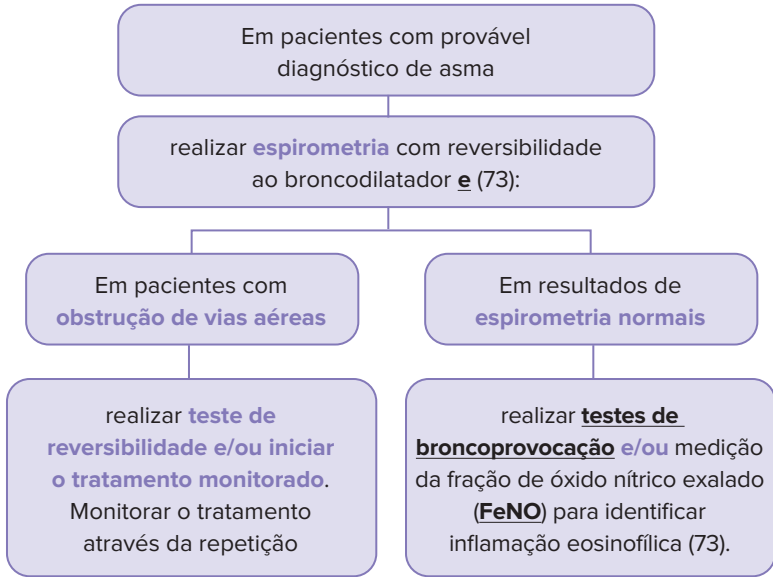 Em pacientes com provável
diagnóstico de asma
realizar espirometria com reversibilidade
ao broncodilatador e (73):
Em pacientes com
obstrução de vias aéreas
Em resultados de
espirometria normais
realizar teste de
reversibilidade e/ou iniciar
o tratamento monitorado.
Monitorar o tratamento
através da repetição
realizar testes de
broncoprovocação e/ou medição
da fração de óxido nítrico exalado
(FeNO) para identificar
inflamação eosinofílica (73).